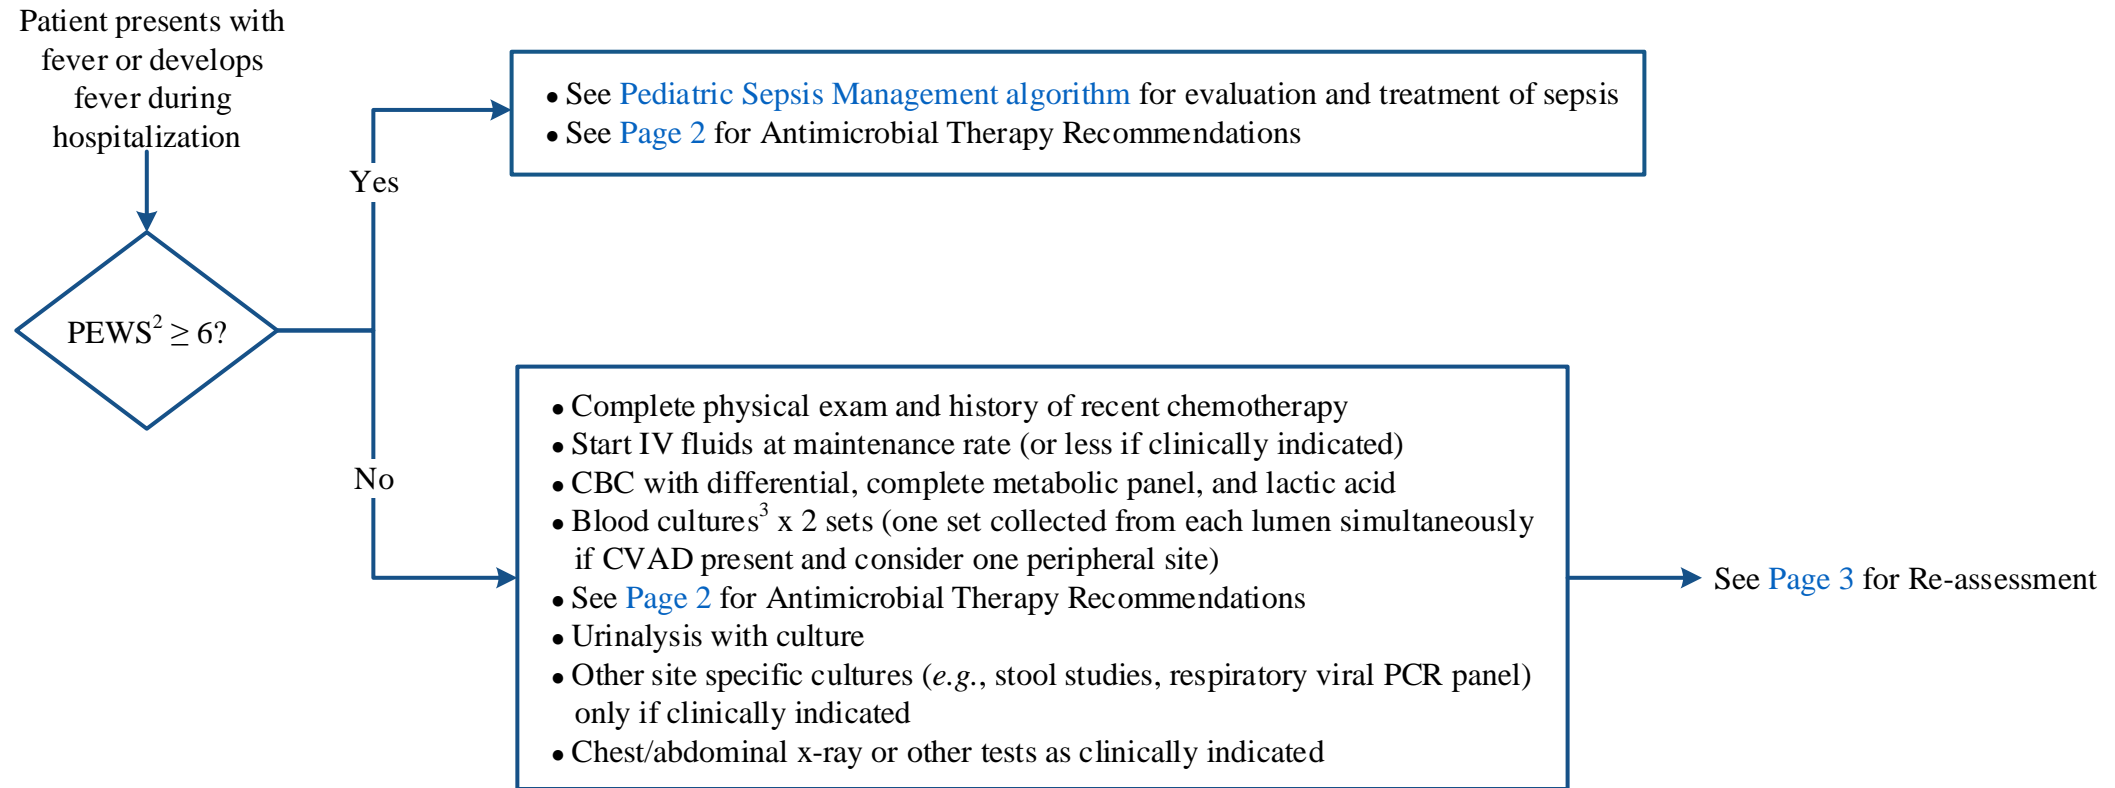 Patient presents with
fever or develops
fever during
hospitalization
PEWS2 ≥ 6?
Yes
• See Pediatric Sepsis Management algorithm for evaluation and treatment of sepsis
• See Page 2 for Antimicrobial Therapy Recommendations
No
• Complete physical exam and history of recent chemotherapy
• Start IV fluids at maintenance rate (or less if clinically indicated)
• CBC with differential, complete metabolic panel, and lactic acid
• Blood cultures3 x 2 sets (one set collected from each lumen simultaneously
if CVAD present and consider one peripheral site)
• See Page 2 for Antimicrobial Therapy Recommendations
• Urinalysis with culture
• Other site specific cultures (e.g., stool studies, respiratory viral PCR panel)
only if clinically indicated
• Chest/abdominal x-ray or other tests as clinically indicated
See Page 3 for Re-assessment